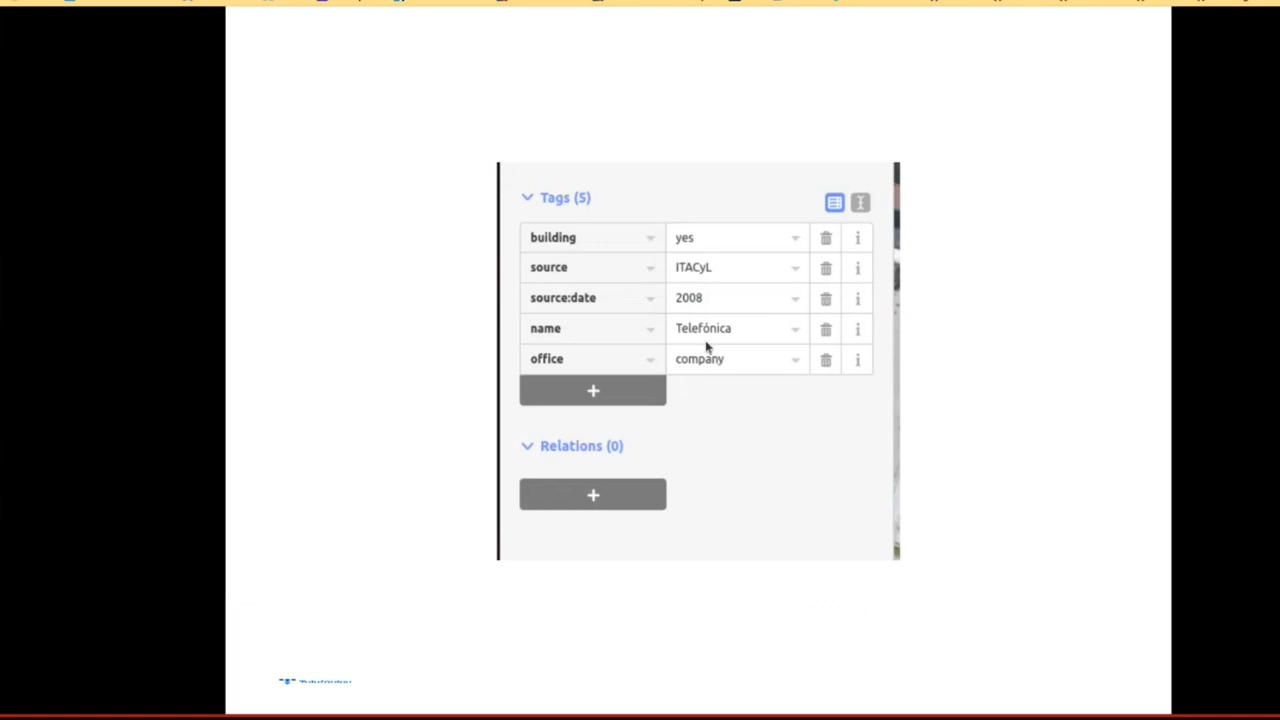 Tags (5)
building yes
source ITACyL
source:date 2008
name Telefónica
office company
+
Relations (0)
+